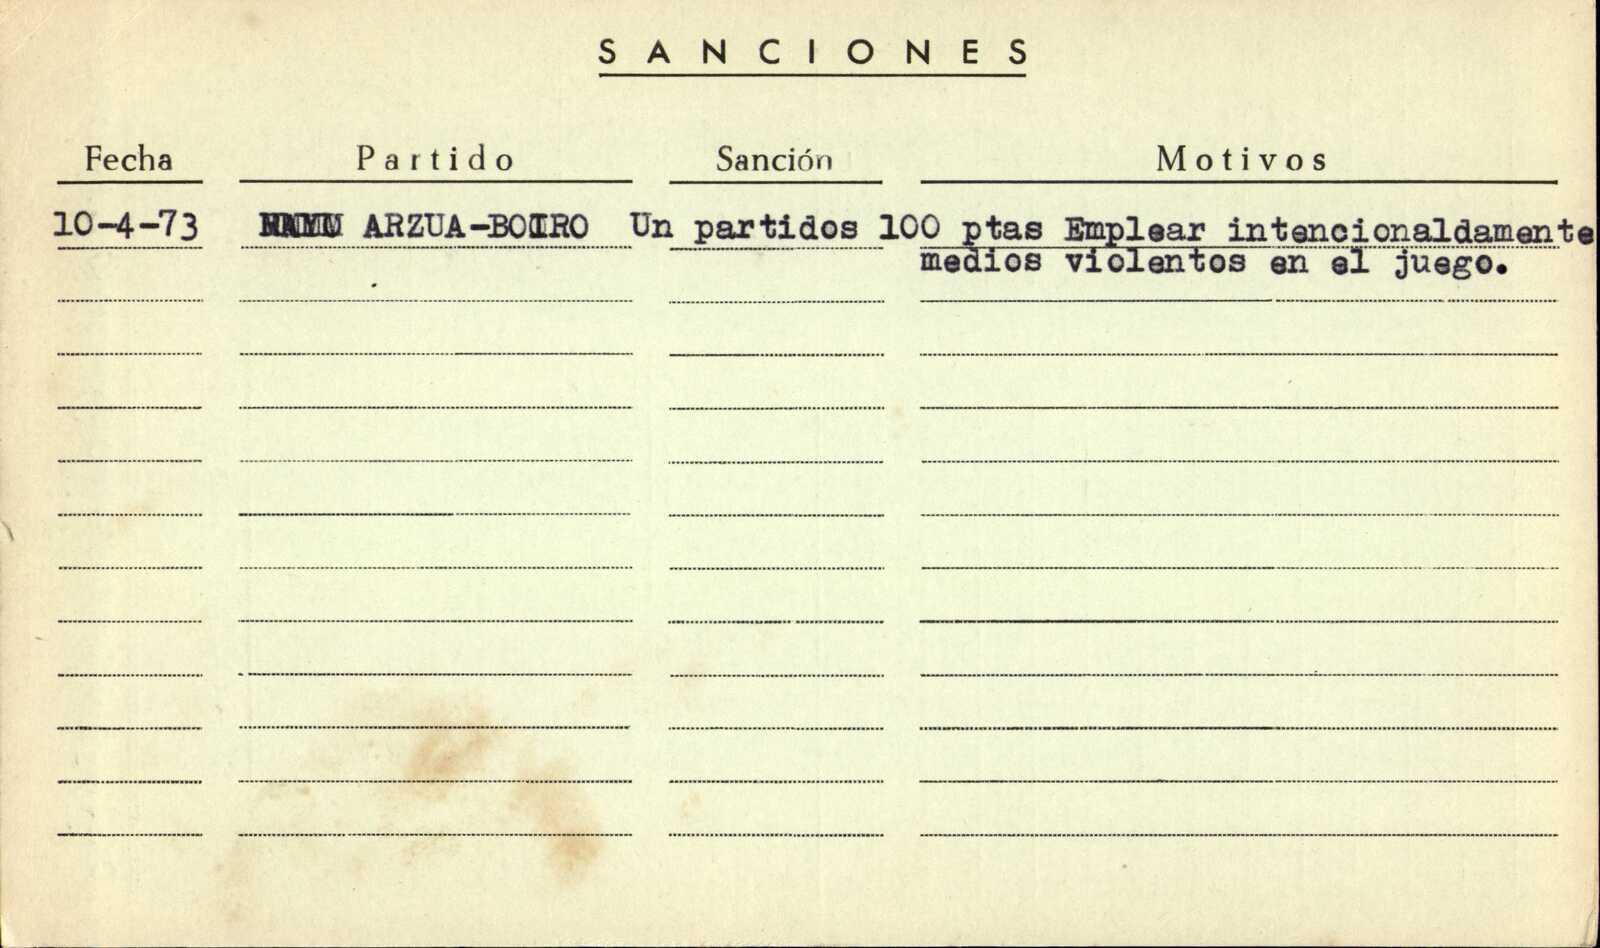 SANCIONES
Fecha Partido Sanción Motivos
10-4-73 ARZUA-BOIRO Un partidos 100 ptas Emplear intencionaldamente
medios violentos en el juego.